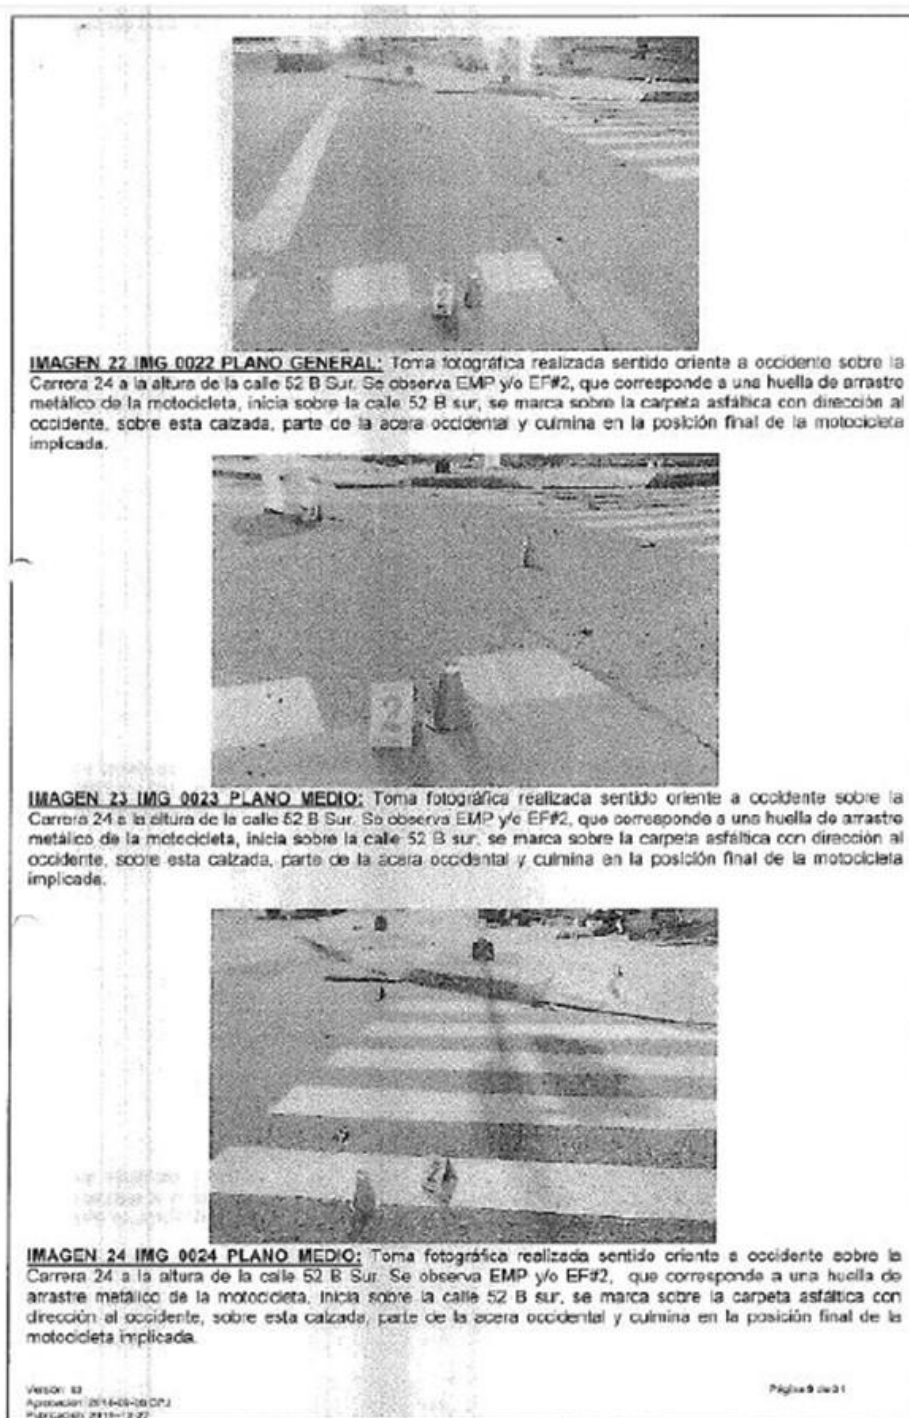 2
IMAGEN 22 IMG 0022 PLANO GENERAL: Toma fotográfica realizada sentido oriente a occidente sobre la
Carrera 24 a la altura de la calle 52 B Sur. Se observa EMP y/o EF#2, que corresponde a una huella de arrastre
metálico de la motocicleta, inicia sobre la calle 52 B sur, se marca sobre la carpeta asfáltica con dirección al
occidente, sobre esta calzada, parte de la acera occidental y culmina en la posición final de la motocicleta
implicada.
2
IMAGEN 23 IMG 0023 PLANO MEDIO: Toma fotográfica realizada sentido oriente a occidente sobre la
Carrera 24 a la altura de la calle 52 B Sur. Se observa EMP y/o EF#2, que corresponde a una huella de arrastre
metálico de la motocicleta, inicia sobre la calle 52 B sur, se marca sobre la carpeta asfáltica con dirección al
occidente, sobre esta calzada, parte de la acera occidental y culmina en la posición final de la motocicleta
implicada.
2
IMAGEN 24 IMG 0024 PLANO MEDIO: Toma fotográfica realizada sentido oriente a occidente sobre la
Carrera 24 a la altura de la calle 52 B Sur. Se observa EMP y/o EF#2, que corresponde a una huella de
arrastre metálico de la motocicleta, inicia sobre la calle 52 B sur, se marca sobre la carpeta asfáltica con
dirección al occidente, sobre esta calzada, parte de la acera occidental y culmina en la posición final de la
motocicleta implicada.
Versión:
Página 9 de 31
Aprobación:
Publicación: